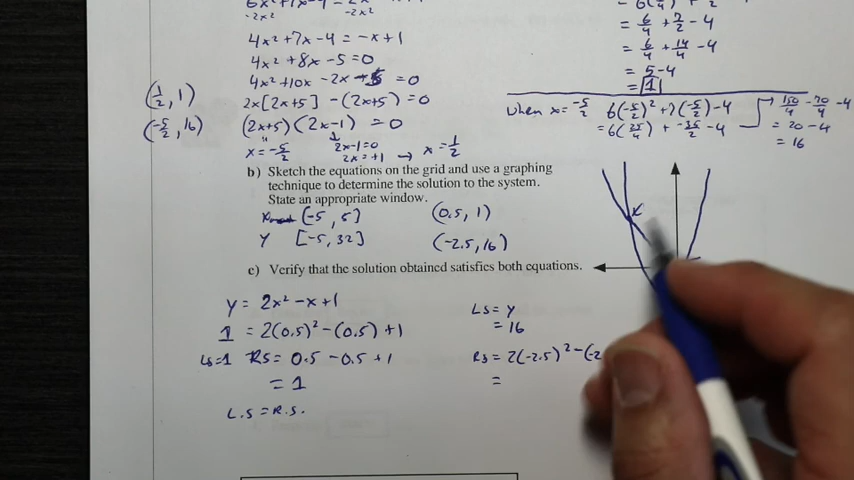 -2x² -2x²
4x² + 7x - 4 = -x + 1
4x² + 8x - 5 = 0
4x² + 10x - 2x - 5 = 0
2x[2x+5] - (2x+5) = 0
(2x+5)(2x-1) = 0
x = -5/2
2x-1=0
2x = +1 → x = 1/2
(1/2, 1)
(-5/2, 16)
= 6/4 + 7/2 - 4
= 6/4 + 14/4 - 4
= 5-4
= 1
when x = -5/2 6(-5/2)² + 7(-5/2) - 4
= 6(25/4) + -35/2 - 4
→ 150/4 - 70/4 - 4
= 20 - 4
= 16
b) Sketch the equations on the grid and use a graphing
technique to determine the solution to the system.
State an appropriate window.
x [-5, 5] (0.5, 1)
Y [-5, 32] (-2.5, 16)
c) Verify that the solution obtained satisfies both equations.
y = 2x² - x + 1
1 = 2(0.5)² - (0.5) + 1
LS=1 RS = 0.5 - 0.5 + 1
= 1
L.S = R.S.
LS = y
= 16
RS = 2(-2.5)² - (-2
=